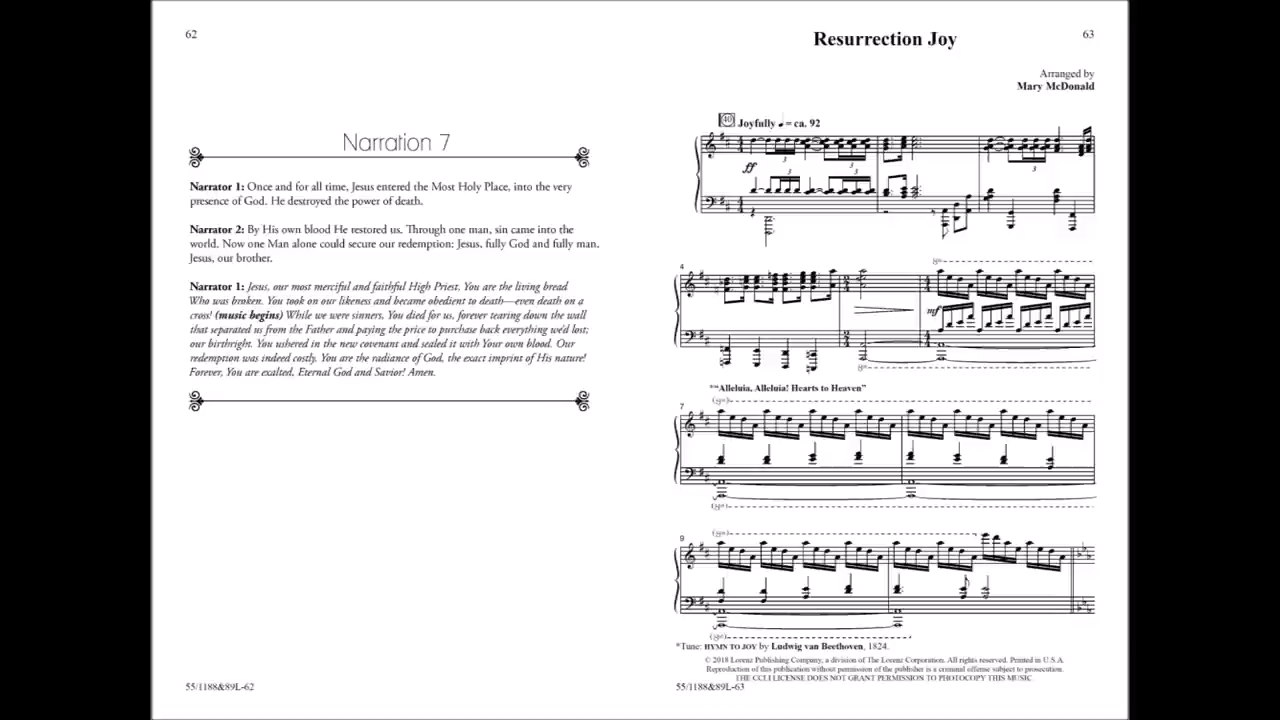 62
Narration 7
Narrator 1: Once and for all time, Jesus entered the Most Holy Place, into the very
presence of God. He destroyed the power of death.
Narrator 2: By His own blood He restored us. Through one man, sin came into the
world. Now one Man alone could secure our redemption: Jesus, fully God and fully man.
Jesus, our brother.
Narrator 1: Jesus, our most merciful and faithful High Priest. You are the living bread
Who was broken. You took on our likeness and became obedient to death—even death on a
cross! (music begins) While we were sinners, You died for us, forever tearing down the wall
that separated us from the Father and paying the price to purchase back everything we'd lost;
our birthright. You ushered in the new covenant and sealed it with Your own blood. Our
redemption was indeed costly. You are the radiance of God, the exact imprint of His nature!
Forever, You are exalted, Eternal God and Savior! Amen.
55/1188&89L-62
Resurrection Joy
63
Arranged by
Mary McDonald
40 Joyfully ♩ = ca. 92
3 3
ff
3
3 3
4
8va
mf
8va
*"Alleluia, Alleluia! Hearts to Heaven"
(8va)
7
(8va)
(8va)
9
(8va)
*Tune: HYMN TO JOY by Ludwig van Beethoven, 1824.
© 2018 Lorenz Publishing Company, a division of The Lorenz Corporation. All rights reserved. Printed in U.S.A.
Reproduction of this publication without permission of the publisher is a criminal offense subject to prosecution.
THE CCLI LICENSE DOES NOT GRANT PERMISSION TO PHOTOCOPY THIS MUSIC.
55/1188&89L-63